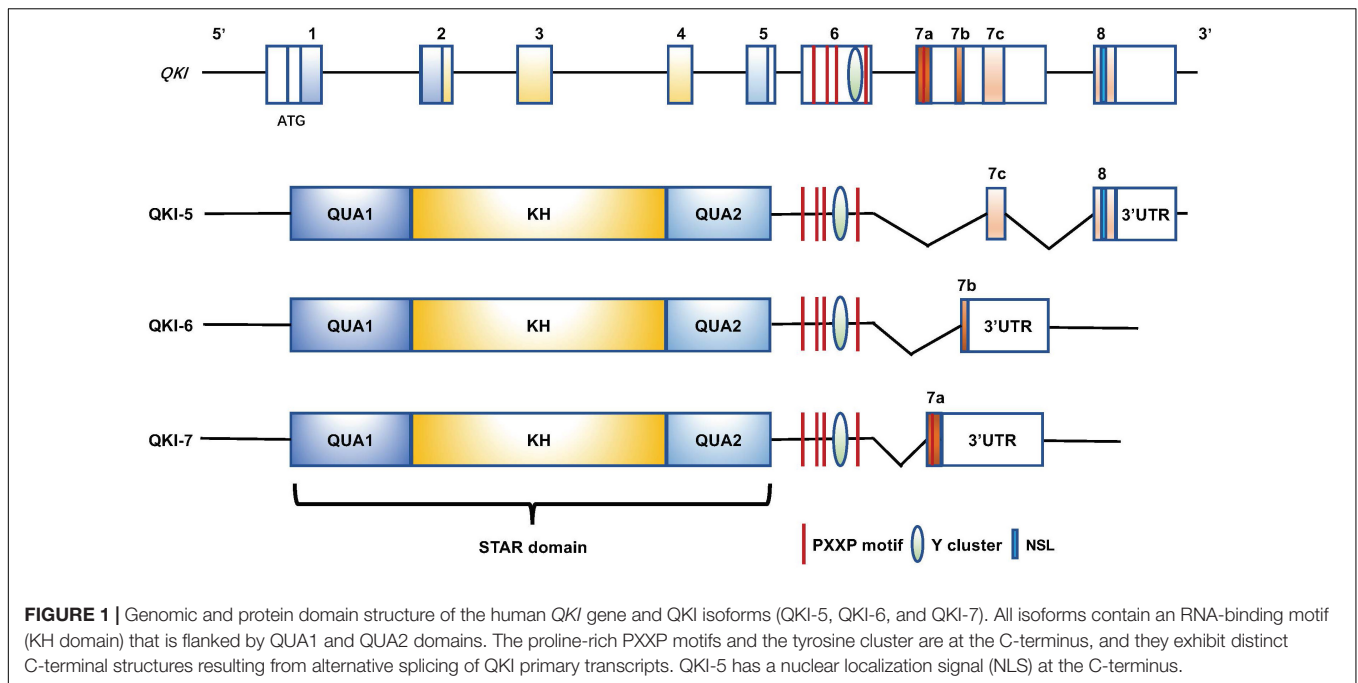 5’ 1 2 3 4 5 6 7a 7b 7c 8 3’
QKI
ATG
7c 8
QKI-5 QUA1 KH QUA2 3’UTR
7b
QKI-6 QUA1 KH QUA2 3’UTR
7a
QKI-7 QUA1 KH QUA2 3’UTR
STAR domain
PXXP motif Y cluster NSL
FIGURE 1 | Genomic and protein domain structure of the human QKI gene and QKI isoforms (QKI-5, QKI-6, and QKI-7). All isoforms contain an RNA-binding motif
(KH domain) that is flanked by QUA1 and QUA2 domains. The proline-rich PXXP motifs and the tyrosine cluster are at the C-terminus, and they exhibit distinct
C-terminal structures resulting from alternative splicing of QKI primary transcripts. QKI-5 has a nuclear localization signal (NLS) at the C-terminus.